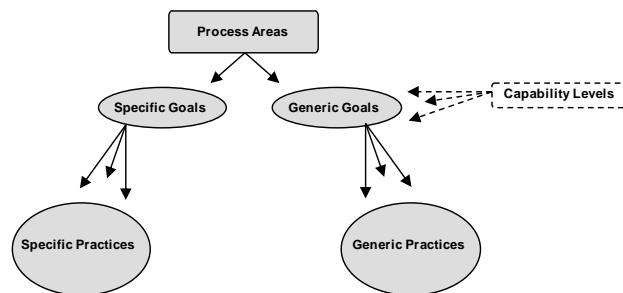 Process Areas
Specific Goals
Generic Goals
Capability Levels
Specific Practices
Generic Practices